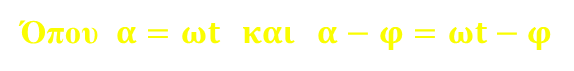 Όπου α = ωt και α − φ = ωt − φ